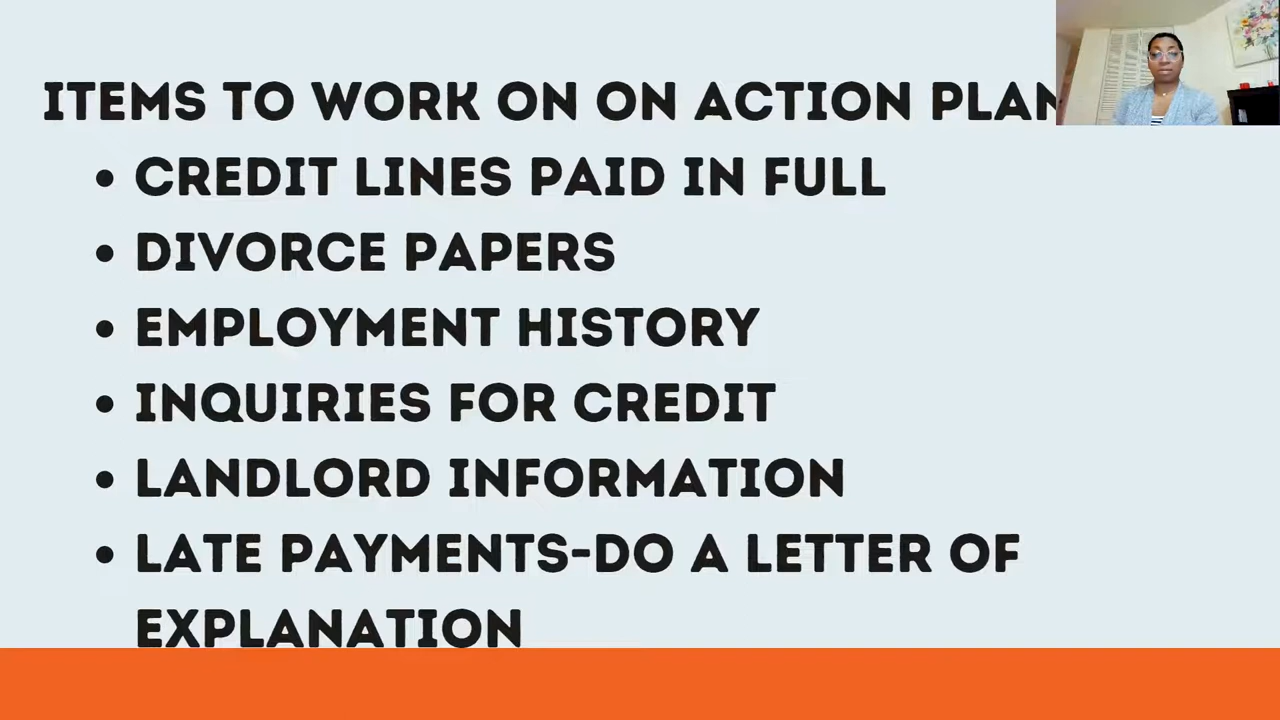 ITEMS TO WORK ON ON ACTION PLAN
• CREDIT LINES PAID IN FULL
• DIVORCE PAPERS
• EMPLOYMENT HISTORY
• INQUIRIES FOR CREDIT
• LANDLORD INFORMATION
• LATE PAYMENTS-DO A LETTER OF
EXPLANATION